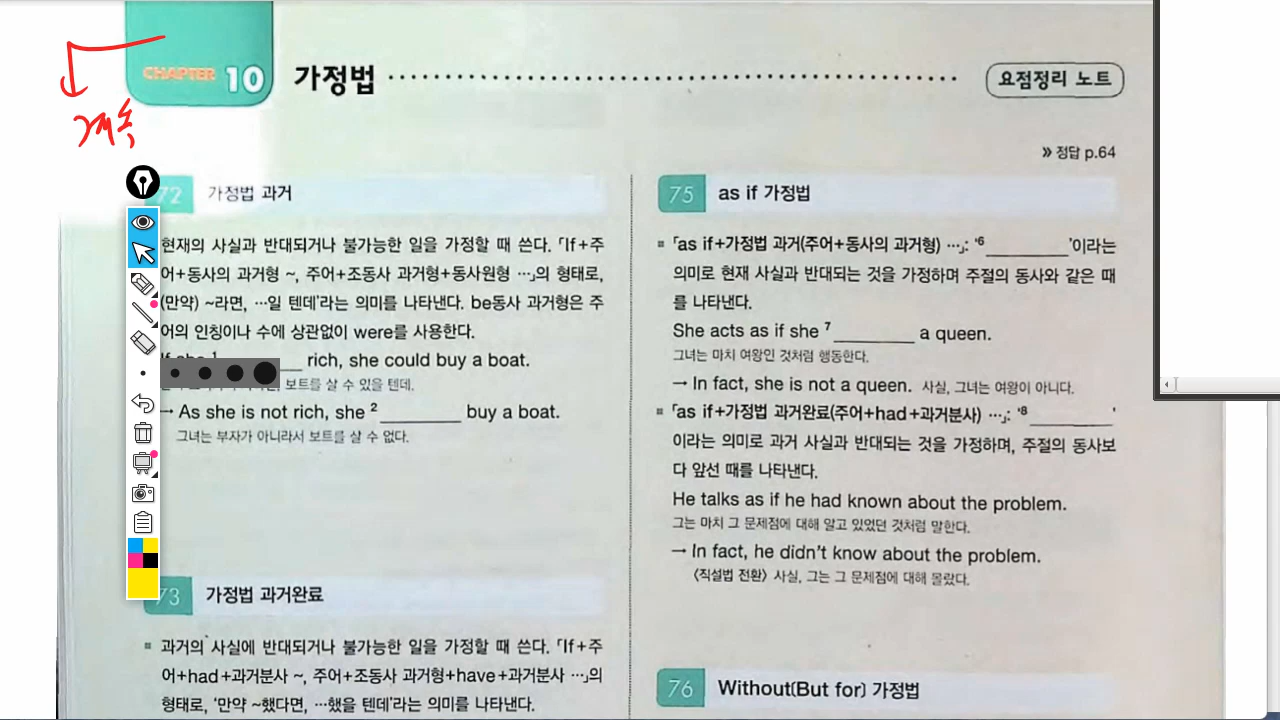 CHAPTER 10 가정법 요점정리 노트
계속
» 정답 p.64
72 가정법 과거
현재의 사실과 반대되거나 불가능한 일을 가정할 때 쓴다. 「If+주
어+동사의 과거형 ~, 주어+조동사 과거형+동사원형 …」의 형태로,
(만약) ~라면, …일 텐데'라는 의미를 나타낸다. be동사 과거형은 주
어의 인칭이나 수에 상관없이 were를 사용한다.
If she 1 ____ rich, she could buy a boat.
보트를 살 수 있을 텐데.
→ As she is not rich, she 2 ________ buy a boat.
그녀는 부자가 아니라서 보트를 살 수 없다.
73 가정법 과거완료
과거의 사실에 반대되거나 불가능한 일을 가정할 때 쓴다. 「If+주
어+had+과거분사 ~, 주어+조동사 과거형+have+과거분사 …」의
형태로, '만약 ~했다면, …했을 텐데'라는 의미를 나타낸다.
75 as if 가정법
「as if+가정법 과거(주어+동사의 과거형) …」: '6 ________'이라는
의미로 현재 사실과 반대되는 것을 가정하며 주절의 동사와 같은 때
를 나타낸다.
She acts as if she 7 ________ a queen.
그녀는 마치 여왕인 것처럼 행동한다.
→ In fact, she is not a queen. 사실, 그녀는 여왕이 아니다.
「as if+가정법 과거완료(주어+had+과거분사) …」: '8 ________'
이라는 의미로 과거 사실과 반대되는 것을 가정하며, 주절의 동사보
다 앞선 때를 나타낸다.
He talks as if he had known about the problem.
그는 마치 그 문제점에 대해 알고 있었던 것처럼 말한다.
→ In fact, he didn't know about the problem.
〈직설법 전환〉 사실, 그는 그 문제점에 대해 몰랐다.
76 Without(But for) 가정법